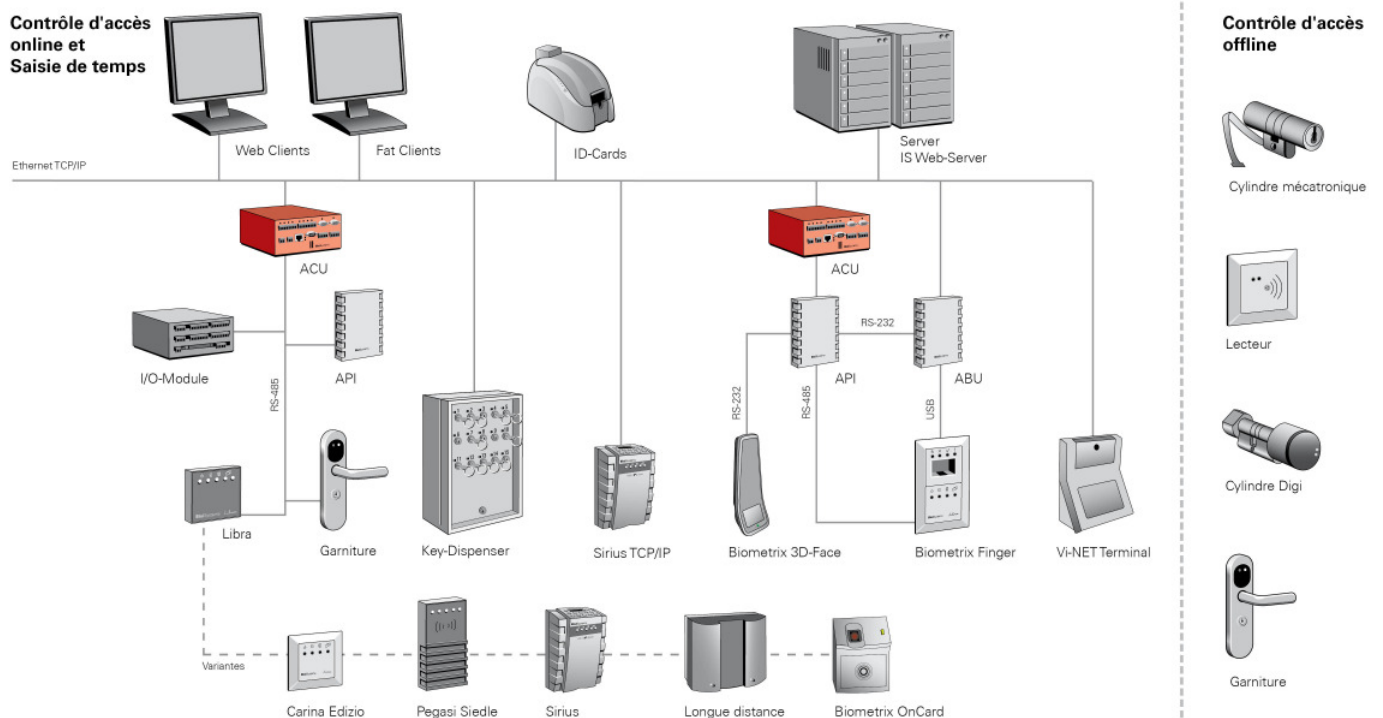 Contrôle d'accès
online et
Saisie de temps
Contrôle d'accès
offline
Web Clients
Fat Clients
ID-Cards
Server
IS Web-Server
Ethernet TCP/IP
Cylindre mécatronique
ACU
ACU
RS-232
Lecteur
I/O-Module
API
API
ABU
RS-485
RS-232
RS-485
USB
Cylindre Digi
Libra
Garniture
Key-Dispenser
Sirius TCP/IP
Biometrix 3D-Face
Biometrix Finger
Vi-NET Terminal
Variantes
Garniture
Carina Edizio
Pegasi Siedle
Sirius
Longue distance
Biometrix OnCard